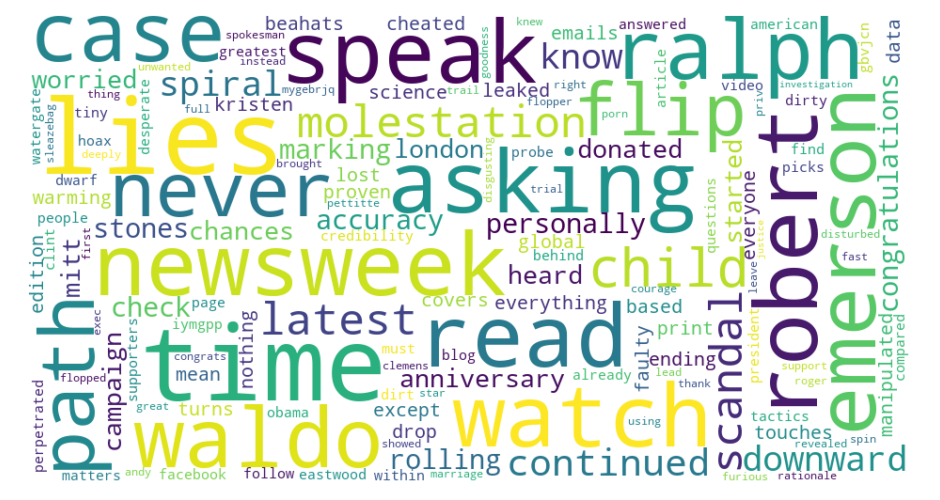 case
speak
ralph
spokesman
beahats
cheated
knew
emails
answered
american
greatest
instead
goodness
know
article
data
gbvjcn
worried
unwanted
spiral
mygebrjq
science
trail
leaked
right
video
investigation
thing
full
flopper
porn
privo
dirty
tiny
kristen
molestation
flip
watergate
sleazebag
desperate
hoax
lies
marking
london
probe
donated
find
picks
deeply
brought
disgusting
started
everyone
robert
emerson
congratulations
dwarf
never
lost
asking
trial
warming
proven
pettitte
people
stones
chances
accuracy
personally
questions
justice
disturbed
clint
first
credibility
global
behind
edition
mitt
newsweek
heard
child
leave
fast
path
check
page
covers
everything
courage
based
scandal
president
manipulated
compared
exec
campaign
supporters
iymgpp
nothing
latest
read
faulty
print
support
time
congrats
must
blog
already
ending
roger
flopped
mean
clemens
lead
thank
anniversary
perpetrated
great
turns
obama
dirt
star
except
watch
using
tactics
waldo
drop
showed
touches
revealed
spin
rolling
continued
downward
matters
andy
facebook
follow
eastwood
within
marriage
furious
rationale